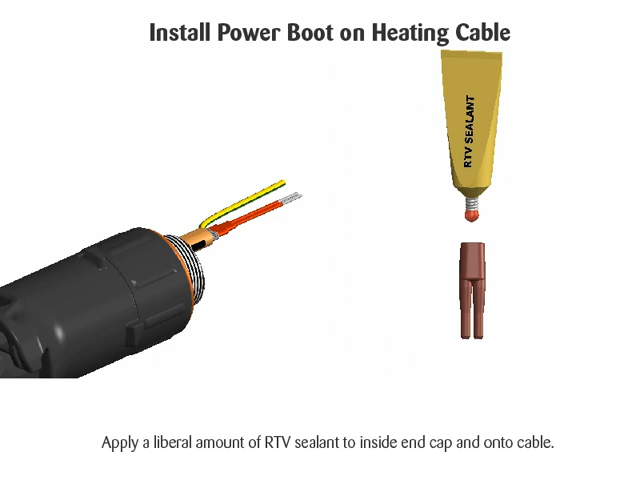 Install Power Boot on Heating Cable
RTV SEALANT
Apply a liberal amount of RTV sealant to inside end cap and onto cable.